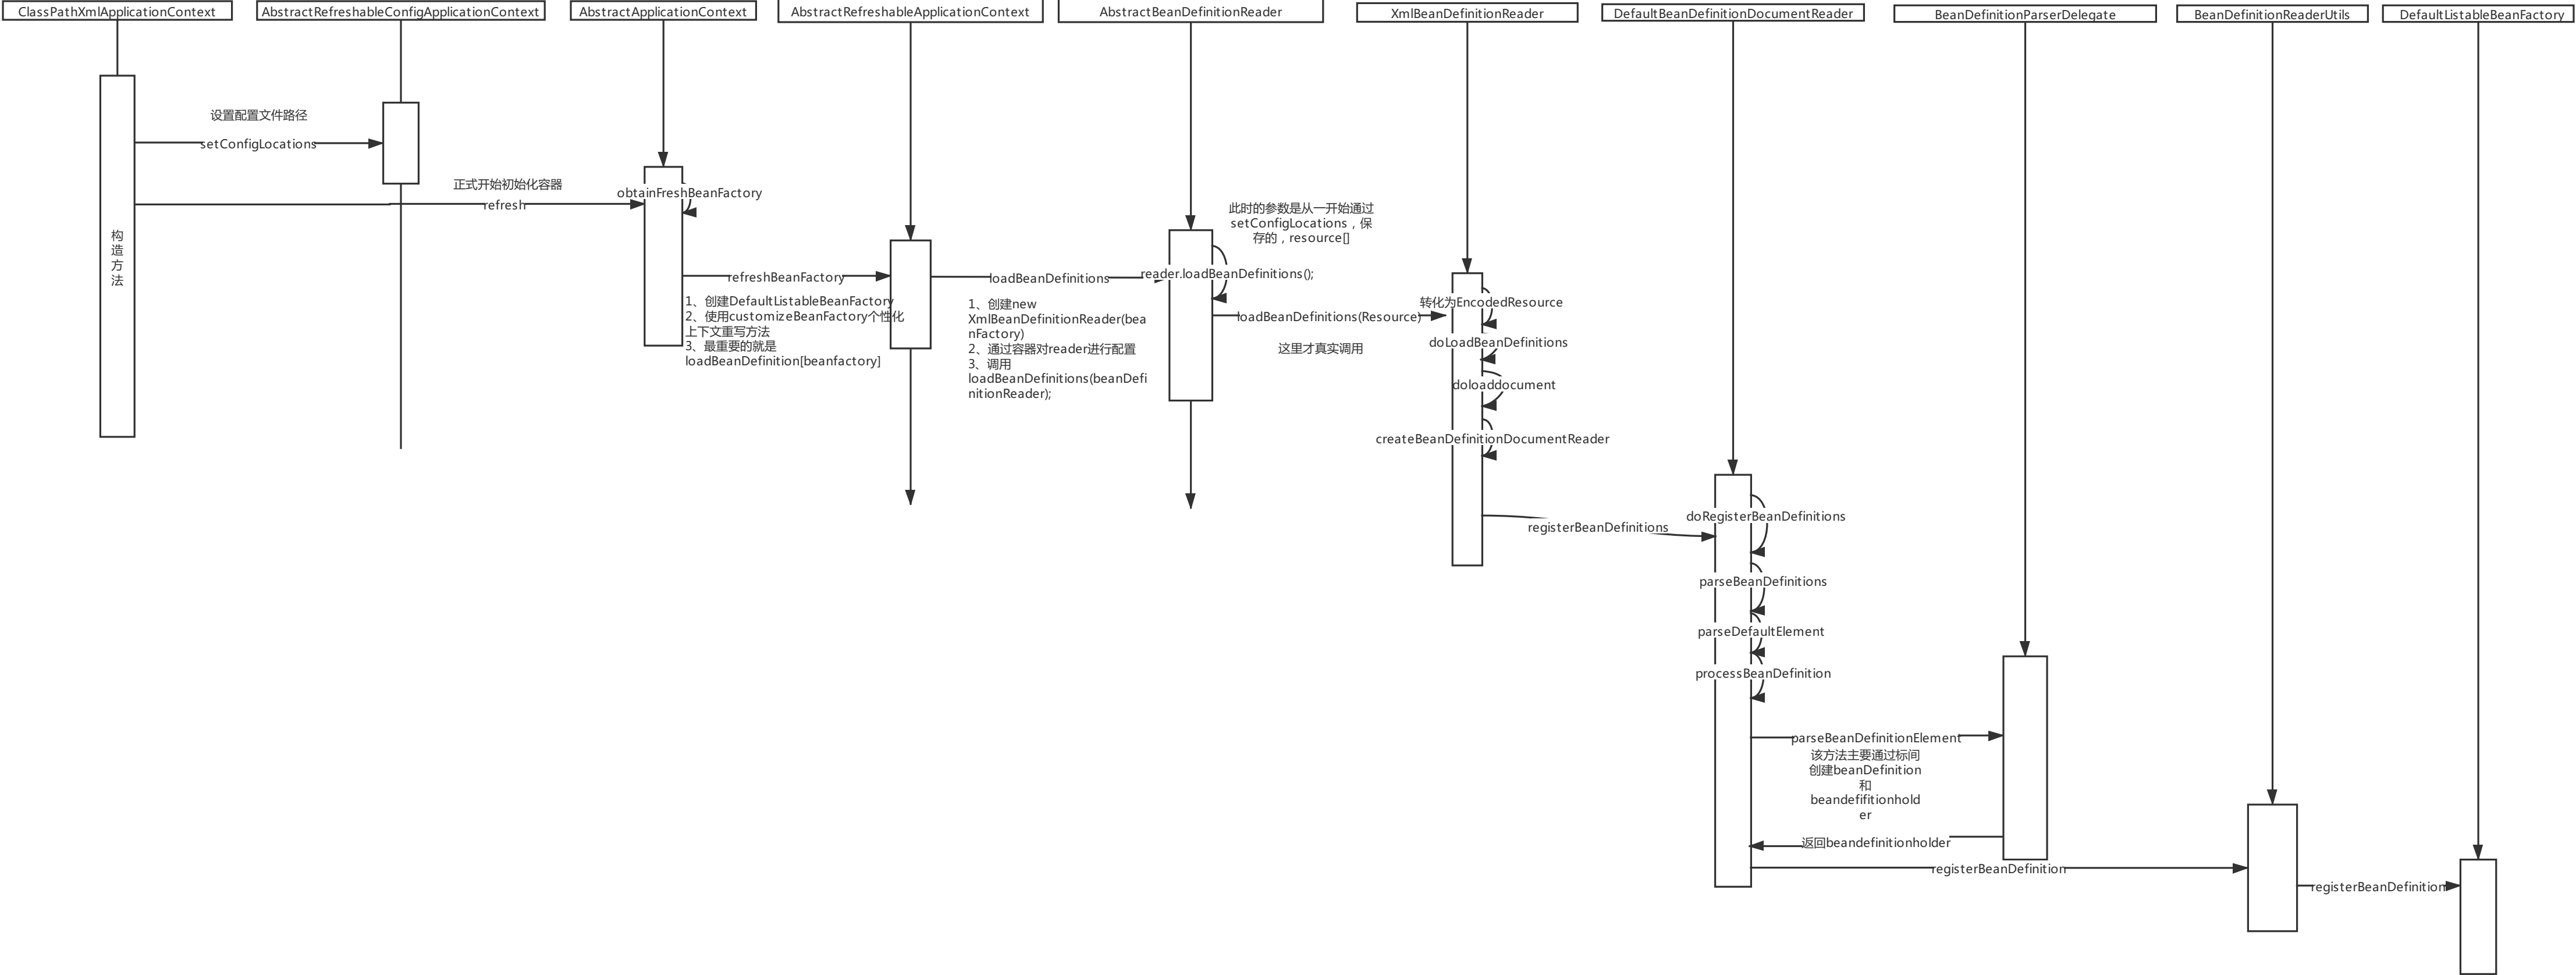 ClassPathXmlApplicationContext
AbstractRefreshableConfigApplicationContext
AbstractApplicationContext
AbstractRefreshableApplicationContext
AbstractBeanDefinitionReader
XmlBeanDefinitionReader
DefaultBeanDefinitionDocumentReader
BeanDefinitionParserDelegate
BeanDefinitionReaderUtils
DefaultListableBeanFactory
设置配置文件路径
setConfigLocations
正式开始初始化容器
refresh
构
造
方
法
obtainFreshBeanFactory
refreshBeanFactory
1、创建DefaultListableBeanFactory
2、使用customizeBeanFactory个性化
上下文重写方法
3、最重要的就是
loadBeanDefinition[beanfactory]
loadBeanDefinitions
1、创建new
XmlBeanDefinitionReader(bea
nFactory)
2、通过容器对reader进行配置
3、调用
loadBeanDefinitions(beanDefi
nitionReader);
此时的参数是从一开始通过
setConfigLocations，保
存的，resource[]
reader.loadBeanDefinitions();
loadBeanDefinitions(Resource)
这里才真实调用
转化为EncodedResource
doLoadBeanDefinitions
doloaddocument
createBeanDefinitionDocumentReader
registerBeanDefinitions
doRegisterBeanDefinitions
parseBeanDefinitions
parseDefaultElement
processBeanDefinition
parseBeanDefinitionElement
该方法主要通过标间
创建beanDefinition
和
beandefifitionhold
er
返回beandefinitionholder
registerBeanDefinition
registerBeanDefinition